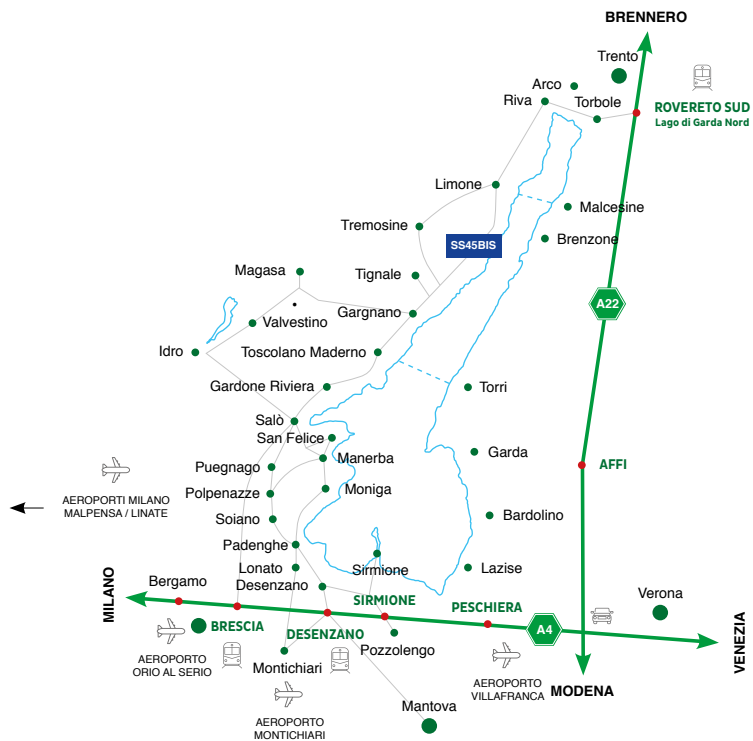 BRENNERO
Trento
Arco
Riva
Torbole
ROVERETO SUD
Lago di Garda Nord
Limone
Malcesine
Tremosine
Brenzone
SS45BIS
Magasa
Tignale
A22
Gargnano
Valvestino
Idro
Toscolano Maderno
Gardone Riviera
Torri
Salò
San Felice
Garda
Manerba
AFFI
Puegnago
AEROPORTI MILANO
MALPENSA / LINATE
Polpenazze
Moniga
Soiano
Bardolino
Padenghe
Lonato
Sirmione
Lazise
Bergamo
Desenzano
MILANO
SIRMIONE
PESCHIERA
Verona
BRESCIA
DESENZANO
A4
Pozzolengo
VENEZIA
AEROPORTO
ORIO AL SERIO
Montichiari
AEROPORTO
VILLAFRANCA
MODENA
Mantova
AEROPORTO
MONTICHIARI